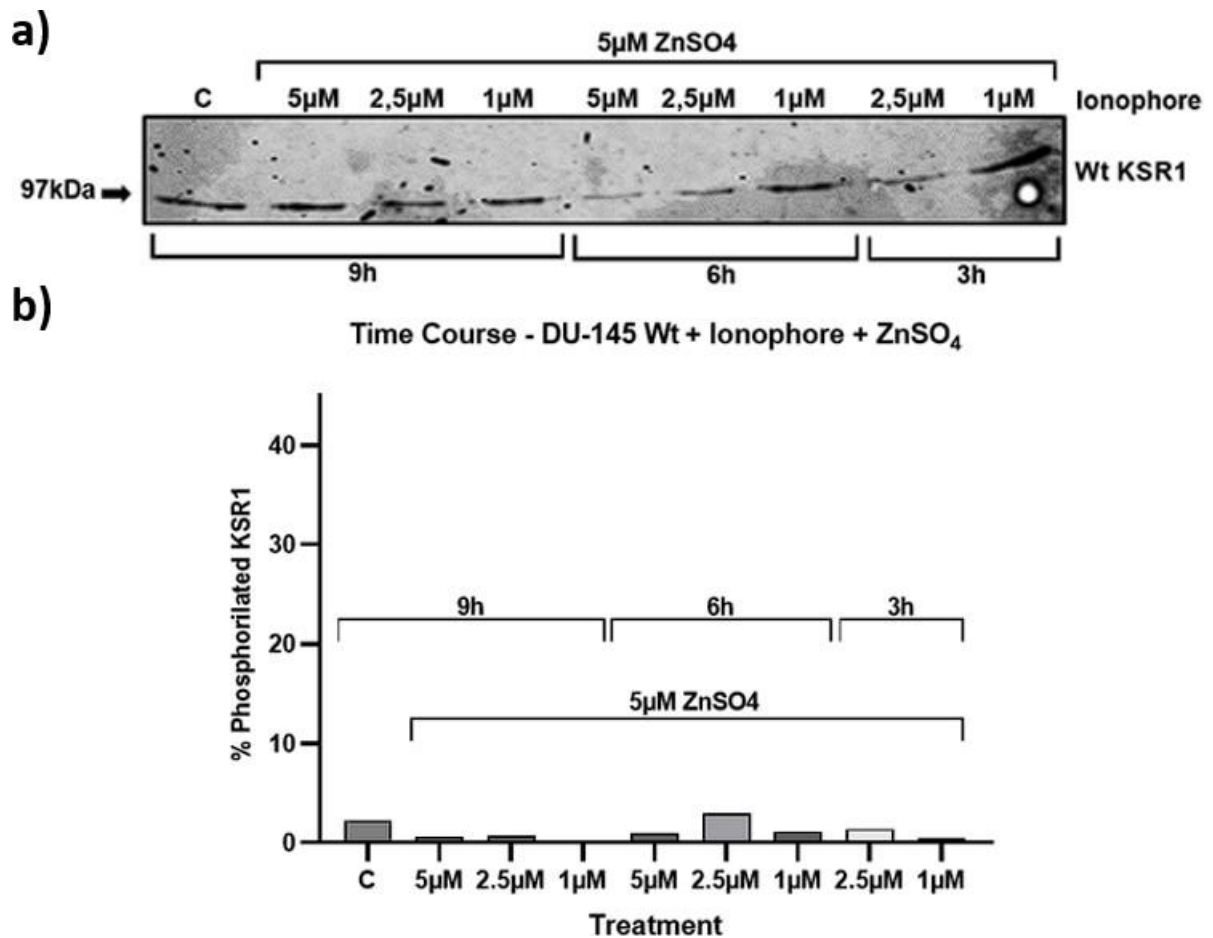 a)
5µM ZnSO4
C 5µM 2,5µM 1µM 5µM 2,5µM 1µM 2,5µM 1µM Ionophore
97kDa Wt KSR1
9h 6h 3h
b)
Time Course - DU-145 Wt + Ionophore + ZnSO₄
% Phosphorilated KSR1
40
30
20
10
0
9h 6h 3h
5µM ZnSO4
C 5µM 2.5µM 1µM 5µM 2.5µM 1µM 2.5µM 1µM
Treatment